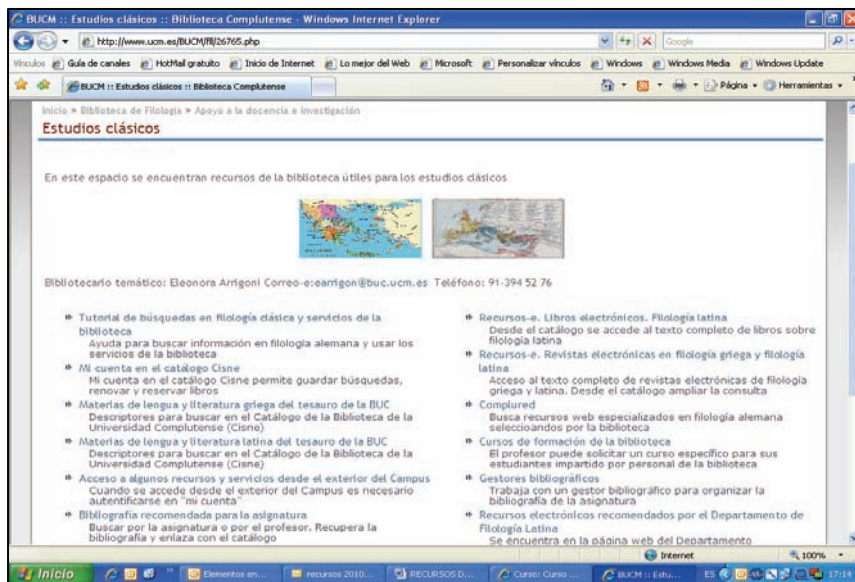 BUCM :: Estudios clásicos :: Biblioteca Complutense - Windows Internet Explorer
http://www.ucm.es/BUCM/fll/26765.php
Google
Vínculos Guía de canales HotMail gratuito Inicio de Internet Lo mejor del Web Microsoft Personalizar vínculos Windows Windows Media Windows Update
BUCM :: Estudios clásicos :: Biblioteca Complutense
Página Herramientas
Inicio > Biblioteca de Filología > Apoyo a la docencia e investigación
Estudios clásicos
En este espacio se encuentran recursos de la biblioteca útiles para los estudios clásicos
Bibliotecario temático: Eleonora Arrigoni Correo-e:earrigon@buc.ucm.es Teléfono: 91-394 52 76
Tutorial de búsquedas en filología clásica y servicios de la
biblioteca
Ayuda para buscar información en filología alemana y usar los
servicios de la biblioteca
Mi cuenta en el catálogo Cisne
Mi cuenta en el catálogo Cisne permite guardar búsquedas,
renovar y reservar libros
Materias de lengua y literatura griega del tesauro de la BUC
Descriptores para buscar en el Catálogo de la Biblioteca de la
Universidad Complutense (Cisne)
Materias de lengua y literatura latina del tesauro de la BUC
Descriptores para buscar en el Catálogo de la Biblioteca de la
Universidad Complutense (Cisne)
Acceso a algunos recursos y servicios desde el exterior del Campus
Cuando se accede desde el exterior del Campus es necesario
autentificarse en "mi cuenta"
Bibliografía recomendada para la asignatura
Buscar por la asignatura o por el profesor. Recupera la
bibliografía y enlaza con el catálogo
Recursos-e. Libros electrónicos. Filología latina
Desde el catálogo se accede al texto completo de libros sobre
filología latina
Recursos-e. Revistas electrónicas en filología griega y filología
latina
Acceso al texto completo de revistas electrónicas de filología
griega y latina. Desde el catálogo ampliar la consulta
Complured
Busca recursos web especializados en filología alemana
seleccioandos por la biblioteca
Cursos de formación de la biblioteca
El profesor puede solicitar un curso específico para sus
estudiantes impartido por personal de la biblioteca
Gestores bibliográficos
Trabaja con un gestor bibliográfico para organizar la
bibliografía de la asignatura
Recursos electrónicos recomendados por el Departamento de
Filología Latina
Se encuentra en la página web del Departamento
Internet 100%
Inicio Elementos en... recursos 2010... RECURSOS D... Curso: Curso ... BUCM :: Estu... ES 17:14